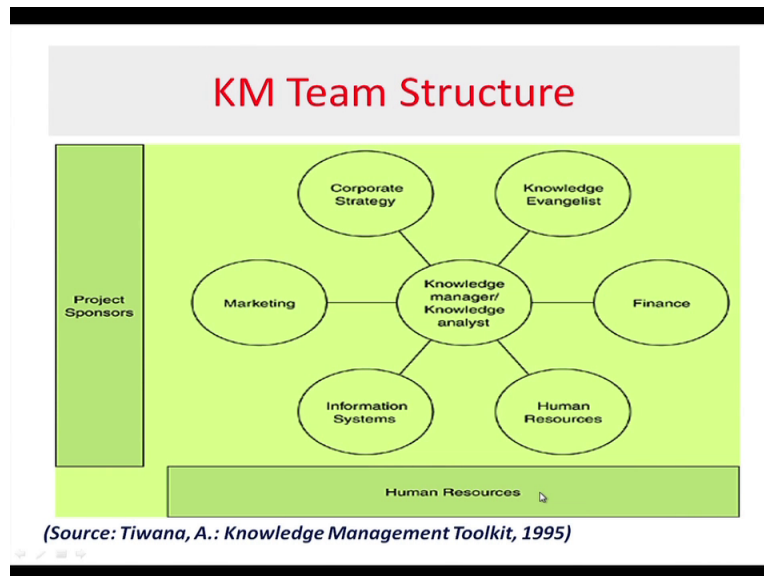 KM Team Structure
Corporate
Strategy
Knowledge
Evangelist
Project
Sponsors
Marketing
Knowledge
manager/
Knowledge
analyst
Finance
Information
Systems
Human
Resources
Human Resources
(Source: Tiwana, A.: Knowledge Management Toolkit, 1995)